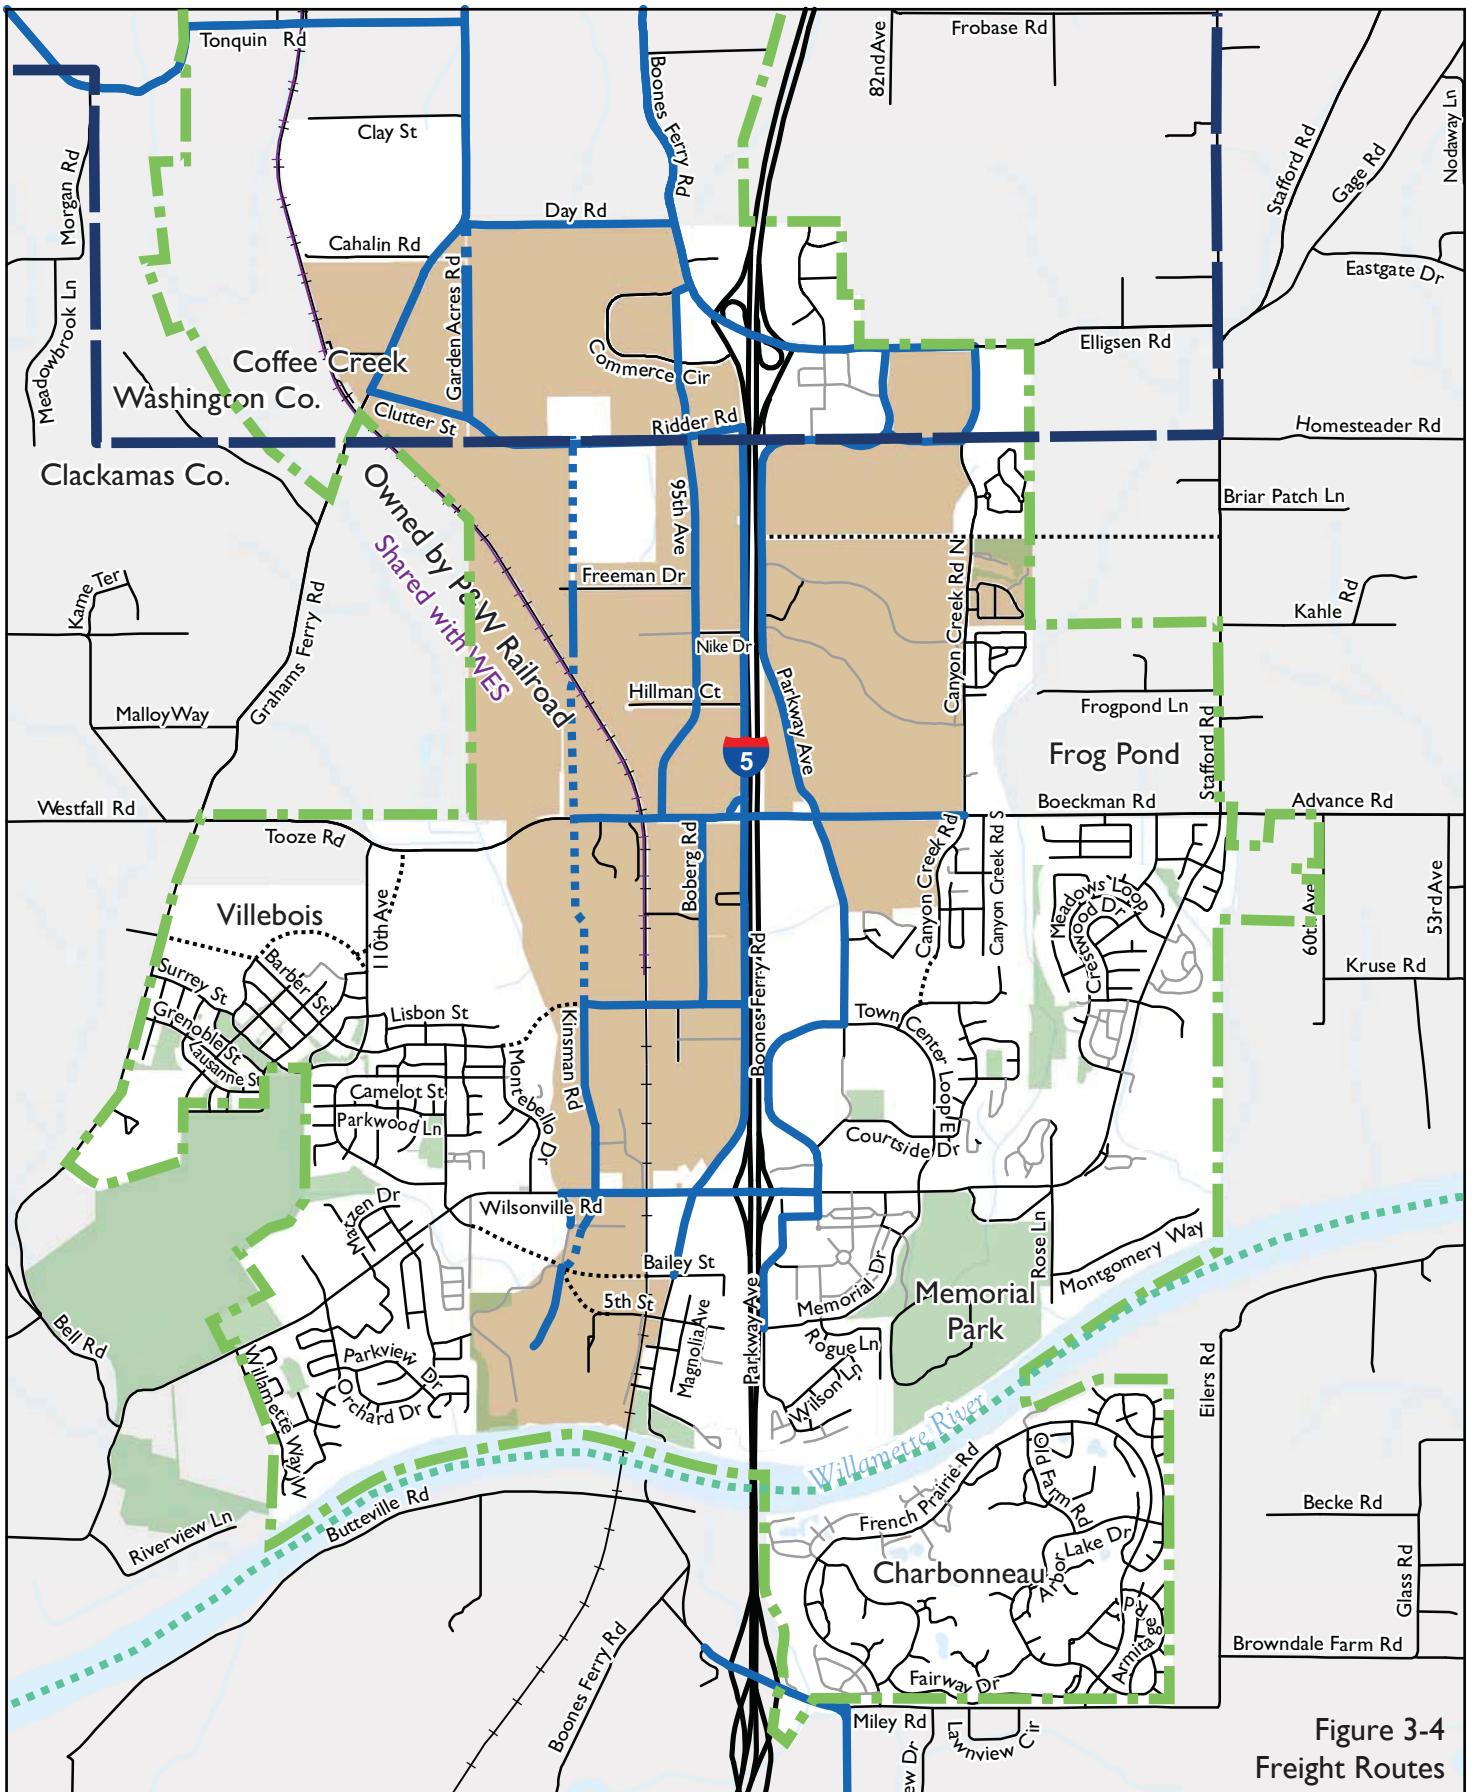 Tonquin Rd
Frobase Rd
82nd Ave
Boones Ferry Rd
Nodaway Ln
Clay St
Stafford Rd
Gage Rd
Morgan Rd
Day Rd
Cahalin Rd
Eastgate Dr
Meadowbrook Ln
Garden Acres Rd
Elligsen Rd
Commerce Cir
Coffee Creek
Washington Co.
Clutter St
Ridder Rd
Homesteader Rd
Clackamas Co.
Owned by P&W Railroad
Shared with WES
95th Ave
Briar Patch Ln
Canyon Creek Rd N
Freeman Dr
Kame Ter
Kahle Rd
Grahams Ferry Rd
Nike Dr
Hillman Ct
Parkway Ave
Frogpond Ln
Malloy Way
Frog Pond
Stafford Rd
5
Westfall Rd
Boeckman Rd
Advance Rd
Tooze Rd
Boberg Rd
Canyon Creek Rd
Canyon Creek Rd S
Meadows Loop
Crestwood Dr
60th Ave
53rd Ave
Villebois
110th Ave
Barber St
Surrey St
Grenoble St
Lausanne St
Lisbon St
Kruse Rd
Boones Ferry Rd
Town Center Loop E
Kinsman Rd
Montebello Dr
Camelot St
Parkwood Ln
Courtside Dr
Maxzen Dr
Wilsonville Rd
Rose Ln
Montgomery Way
Bailey St
Memorial Dr
Memorial
Park
5th St
Magnolia Ave
Parkway Ave
Rogue Ln
Wilson Ln
Bell Rd
Parkview Dr
Orchard Dr
Willamette Way W
Eilers Rd
Willamette River
Old Farm Rd
French Prairie Rd
Butteville Rd
Riverview Ln
Becke Rd
Lake Dr
Arbor
Charbonneau
Glass Rd
Armitage Rd
Browndale Farm Rd
Fairway Dr
Boones Ferry Rd
Miley Rd
Lawnview Cir
ew Dr
Figure 3-4
Freight Routes